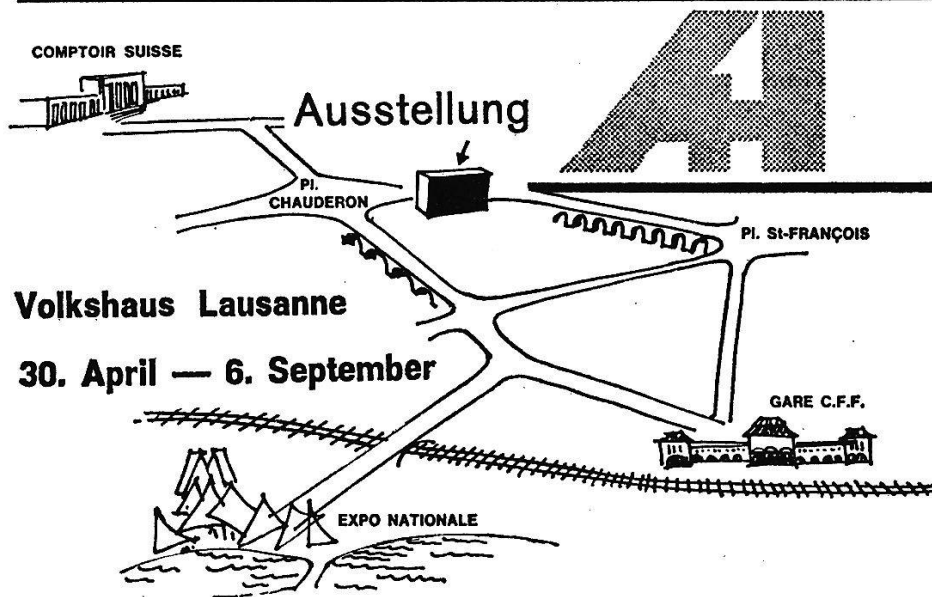 COMPTOIR SUISSE
Ausstellung
Pl.
CHAUDERON
Pl. St-FRANÇOIS
Volkshaus Lausanne
30. April — 6. September
GARE C.F.F.
EXPO NATIONALE